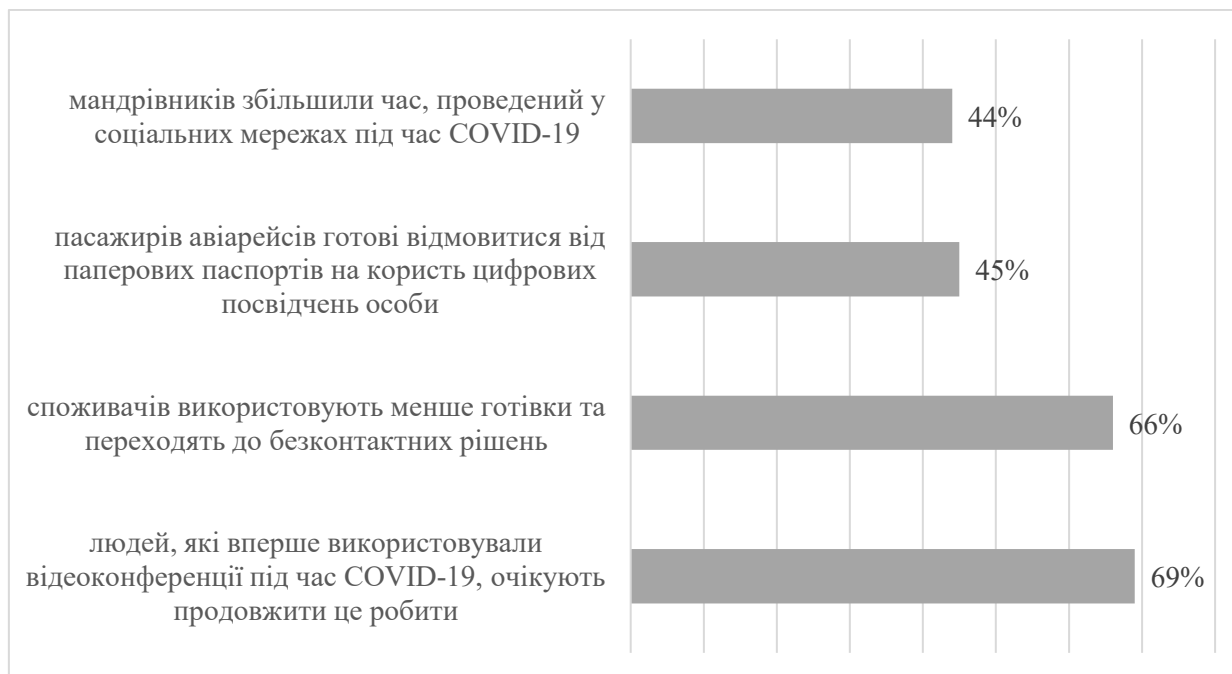 мандрівників збільшили час, проведений у
соціальних мережах під час COVID-19
44%
пасажирів авіарейсів готові відмовитися від
паперових паспортів на користь цифрових
посвідчень особи
45%
споживачів використовують менше готівки та
переходять до безконтактних рішень
66%
людей, які вперше використовували
відеоконференції під час COVID-19, очікують
продовжити це робити
69%